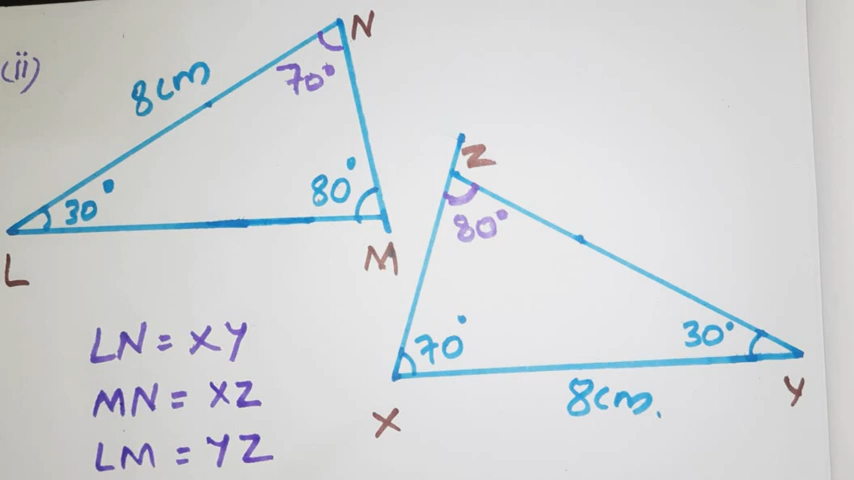 (ii)
N
8cm
70°
30°
80°
L
M
Z
80°
70°
30°
X
8cm.
Y
LN = XY
MN = XZ
LM = YZ